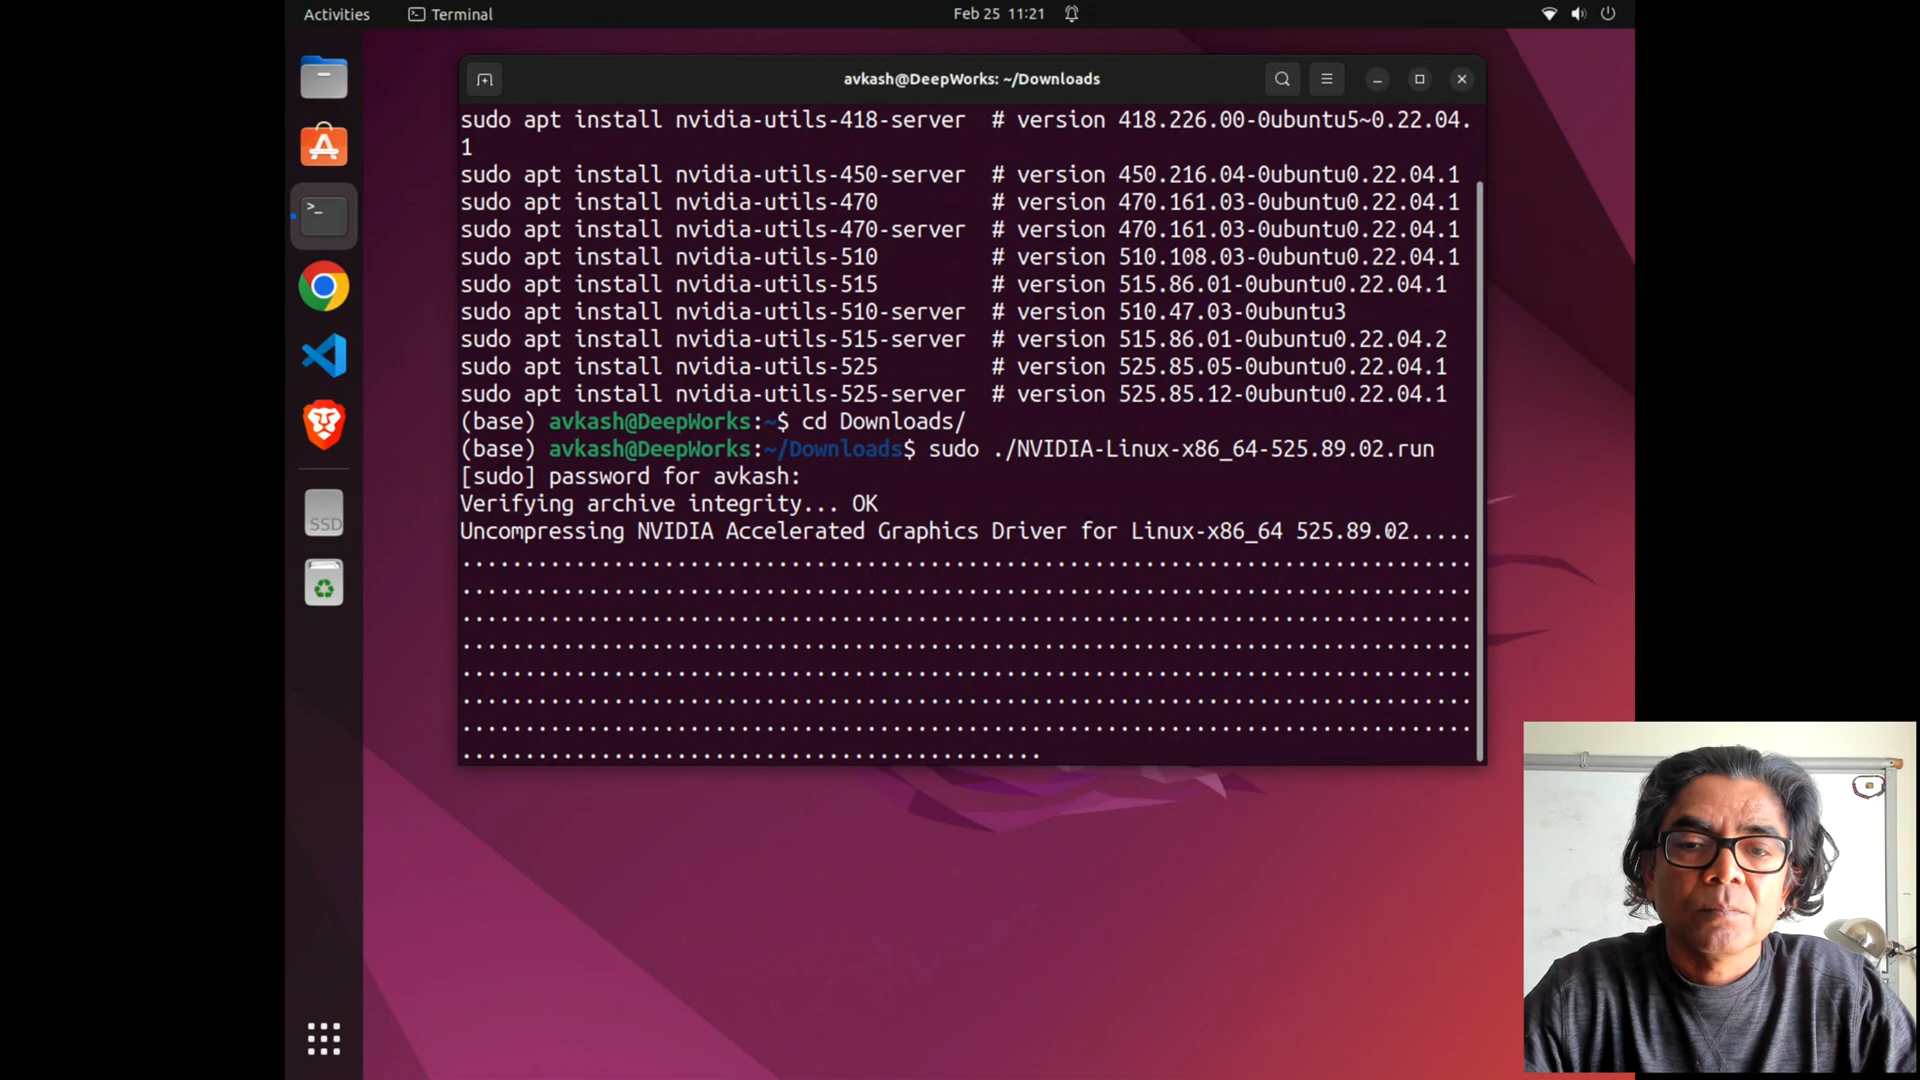 Activities
Terminal
Feb 25 11:21
avkash@DeepWorks: ~/Downloads
sudo apt install nvidia-utils-418-server # version 418.226.00-0ubuntu5~0.22.04.
1
sudo apt install nvidia-utils-450-server # version 450.216.04-0ubuntu0.22.04.1
sudo apt install nvidia-utils-470 # version 470.161.03-0ubuntu0.22.04.1
sudo apt install nvidia-utils-470-server # version 470.161.03-0ubuntu0.22.04.1
sudo apt install nvidia-utils-510 # version 510.108.03-0ubuntu0.22.04.1
sudo apt install nvidia-utils-515 # version 515.86.01-0ubuntu0.22.04.1
sudo apt install nvidia-utils-510-server # version 510.47.03-0ubuntu3
sudo apt install nvidia-utils-515-server # version 515.86.01-0ubuntu0.22.04.2
sudo apt install nvidia-utils-525 # version 525.85.05-0ubuntu0.22.04.1
sudo apt install nvidia-utils-525-server # version 525.85.12-0ubuntu0.22.04.1
(base) avkash@DeepWorks:~$ cd Downloads/
(base) avkash@DeepWorks:~/Downloads$ sudo ./NVIDIA-Linux-x86_64-525.89.02.run
[sudo] password for avkash:
Verifying archive integrity... OK
Uncompressing NVIDIA Accelerated Graphics Driver for Linux-x86_64 525.89.02.....
................................................................................
................................................................................
................................................................................
................................................................................
................................................................................
................................................................................
................................................................................
..............................................
SSD